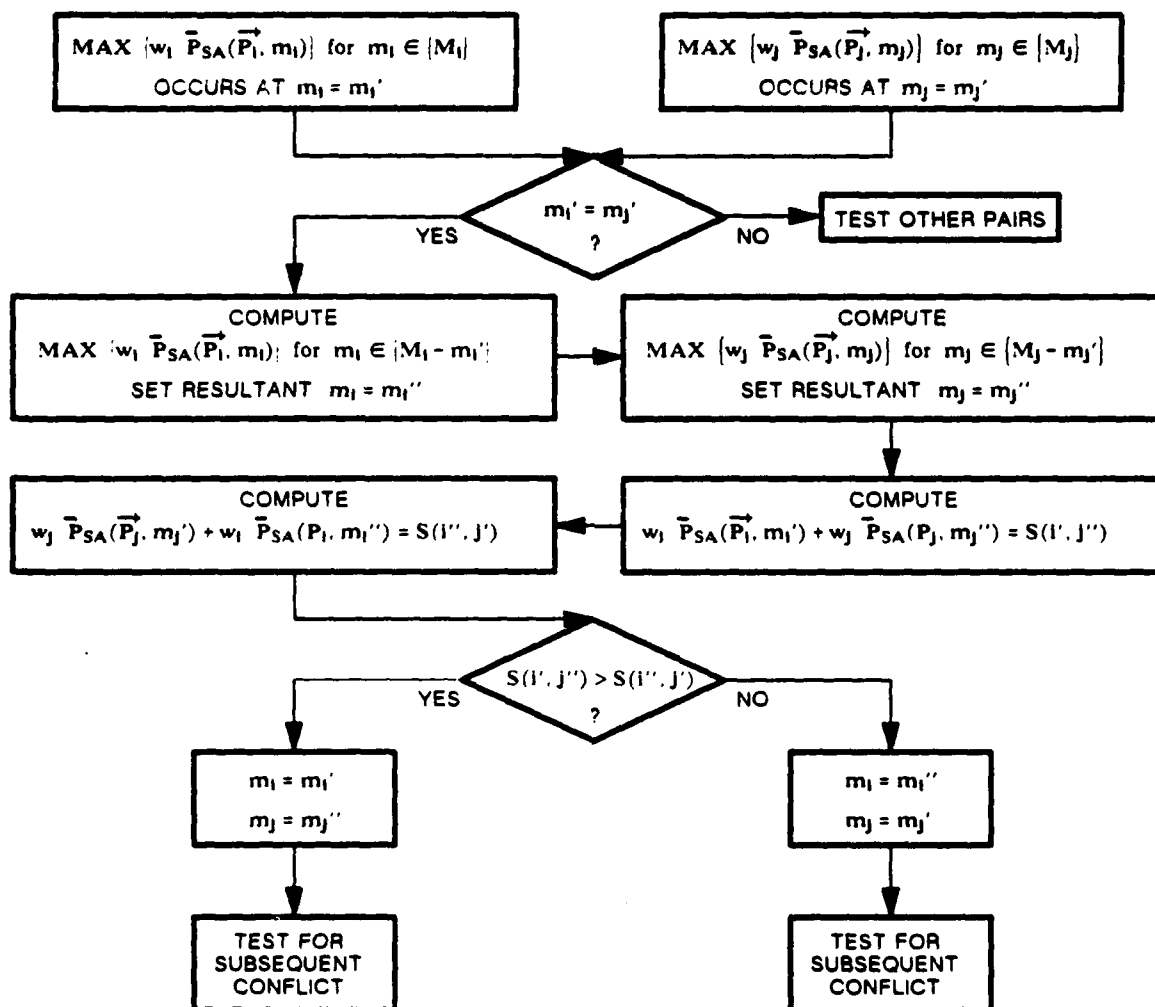 MAX {wᵢ P̄SA(P⃗ᵢ, mᵢ)} for mᵢ ∈ {Mᵢ}
OCCURS AT mᵢ = mᵢ′
MAX {wⱼ P̄SA(P⃗ⱼ, mⱼ)} for mⱼ ∈ {Mⱼ}
OCCURS AT mⱼ = mⱼ′
mᵢ′ = mⱼ′
?
YES
NO
TEST OTHER PAIRS
COMPUTE
MAX {wᵢ P̄SA(P⃗ᵢ, mᵢ)} for mᵢ ∈ {Mᵢ - mᵢ′}
SET RESULTANT mᵢ = mᵢ′′
COMPUTE
MAX {wⱼ P̄SA(P⃗ⱼ, mⱼ)} for mⱼ ∈ {Mⱼ - mⱼ′}
SET RESULTANT mⱼ = mⱼ′′
COMPUTE
wⱼ P̄SA(P⃗ⱼ, mⱼ′) + wᵢ P̄SA(Pᵢ, mᵢ′′) = S(i′′, j′)
COMPUTE
wᵢ P̄SA(P⃗ᵢ, mᵢ′) + wⱼ P̄SA(Pⱼ, mⱼ′′) = S(i′, j′′)
S(i′, j′′) > S(i′′, j′)
?
YES
NO
mᵢ = mᵢ′
mⱼ = mⱼ′′
mᵢ = mᵢ′′
mⱼ = mⱼ′
TEST FOR
SUBSEQUENT
CONFLICT
TEST FOR
SUBSEQUENT
CONFLICT